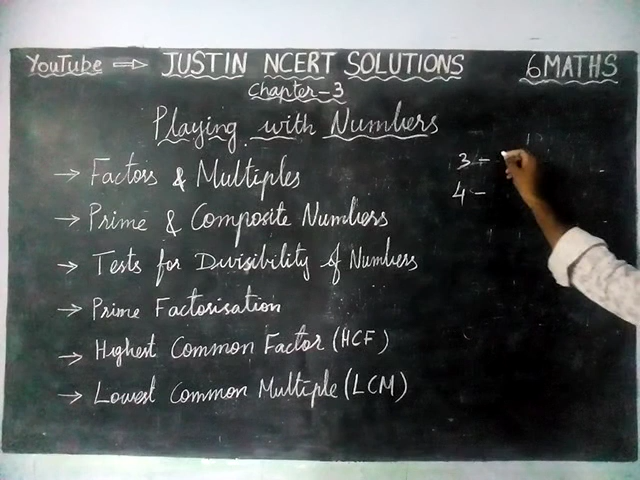 YouTube ⇒ JUSTIN NCERT SOLUTIONS 6 MATHS
Chapter-3
Playing with Numbers
→ Factors & Multiples
→ Prime & Composite Numbers
→ Tests for Divisibility of Numbers
→ Prime Factorisation
→ Highest Common Factor (HCF)
→ Lowest Common Multiple (LCM)
3 -
4 -